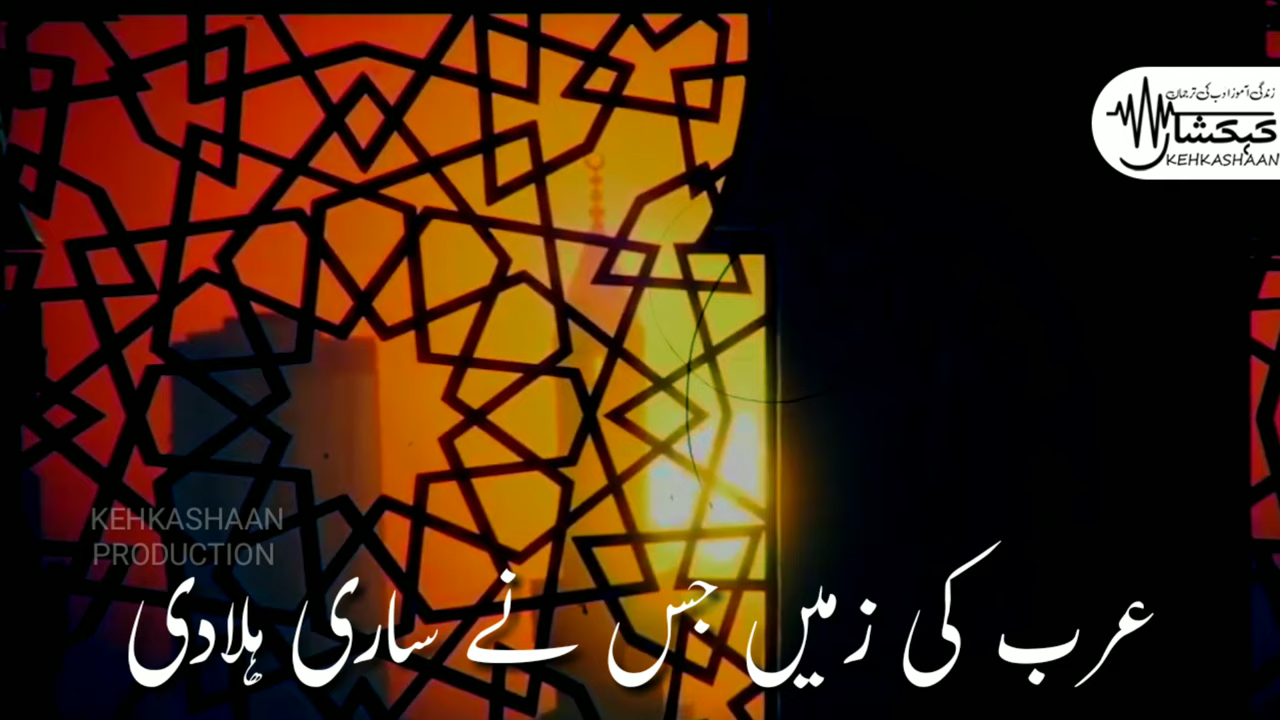 زندگی آموز ادب کی ترجمان
کہکشاں
KEHKASHAAN
KEHKASHAAN
PRODUCTION
عرب کی زمیں جس نے ساری ہلادی